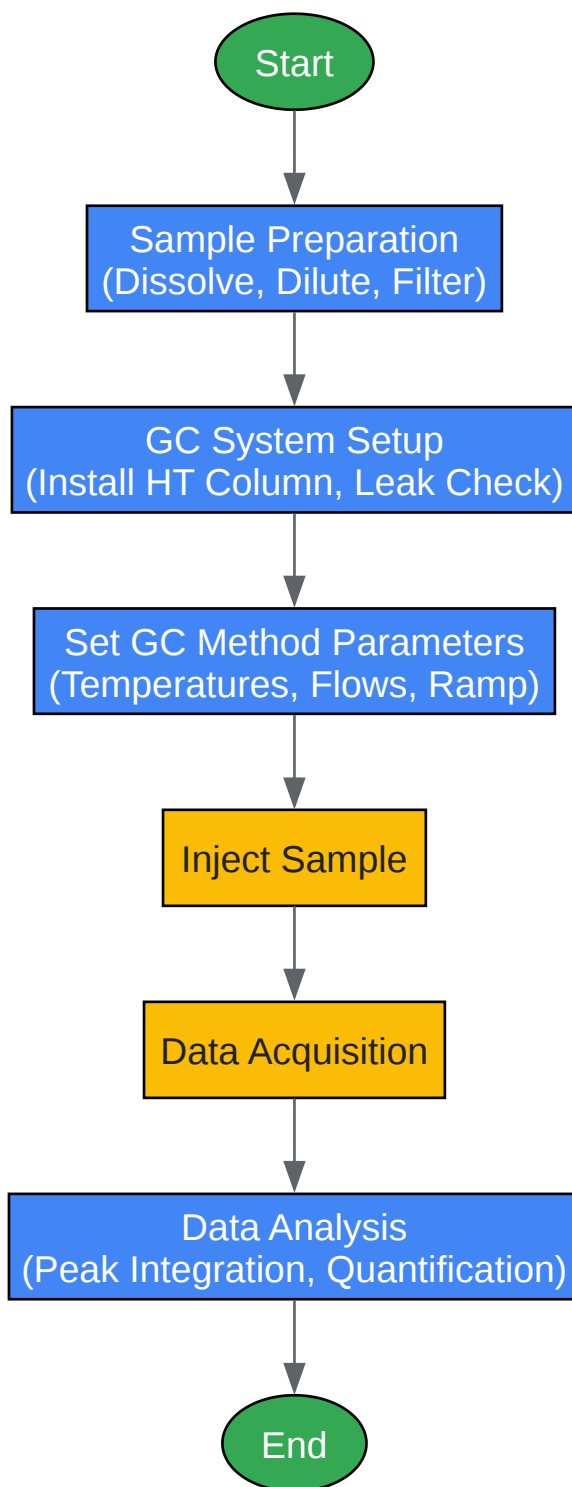 Start
Sample Preparation
(Dissolve, Dilute, Filter)
GC System Setup
(Install HT Column, Leak Check)
Set GC Method Parameters
(Temperatures, Flows, Ramp)
Inject Sample
Data Acquisition
Data Analysis
(Peak Integration, Quantification)
End